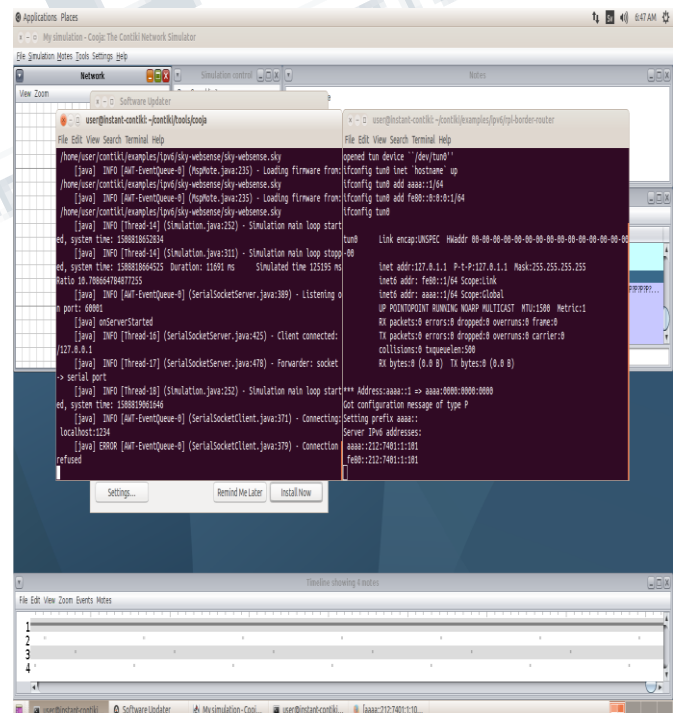 Applications Places
8:47 AM
My simulation - Cooja: The Contiki Network Simulator
File Simulation Motes Tools Settings Help
Network
Simulation control
Notes
View Zoom
Software Updater
user@instant-contiki: ~/contiki/tools/cooja
File Edit View Search Terminal Help
/home/user/contiki/examples/ipv6/sky-websense/sky-websense.sky
[java] INFO [AWT-EventQueue-0] (MspMote.java:235) - Loading firmware from:
/home/user/contiki/examples/ipv6/sky-websense/sky-websense.sky
[java] INFO [AWT-EventQueue-0] (MspMote.java:235) - Loading firmware from:
/home/user/contiki/examples/ipv6/sky-websense/sky-websense.sky
[java] INFO [Thread-14] (Simulation.java:252) - Simulation main loop start
ed, system time: 1508818652834
[java] INFO [Thread-14] (Simulation.java:311) - Simulation main loop stopp
ed, system time: 1508818664525 Duration: 11691 ms Simulated time 125195 ms
Ratio 10.708664784877255
[java] INFO [AWT-EventQueue-0] (SerialSocketServer.java:389) - Listening o
n port: 60001
[java] onServerStarted
[java] INFO [Thread-16] (SerialSocketServer.java:425) - Client connected:
/127.0.0.1
[java] INFO [Thread-17] (SerialSocketServer.java:478) - Forwarder: socket
-> serial port
[java] INFO [Thread-18] (Simulation.java:252) - Simulation main loop start
ed, system time: 1508819061646
[java] INFO [AWT-EventQueue-0] (SerialSocketClient.java:371) - Connecting:
localhost:1234
[java] ERROR [AWT-EventQueue-0] (SerialSocketClient.java:379) - Connection
refused
user@instant-contiki: ~/contiki/examples/ipv6/rpl-border-router
File Edit View Search Terminal Help
opened tun device ``/dev/tun0''
ifconfig tun0 inet `hostname` up
ifconfig tun0 add aaaa::1/64
ifconfig tun0 add fe80::0:0:0:1/64
ifconfig tun0
tun0 Link encap:UNSPEC HWaddr 00-00-00-00-00-00-00-00-00-00-00-00-00-00-00
-00
inet addr:127.0.1.1 P-t-P:127.0.1.1 Mask:255.255.255.255
inet6 addr: fe80::1/64 Scope:Link
inet6 addr: aaaa::1/64 Scope:Global
UP POINTOPOINT RUNNING NOARP MULTICAST MTU:1500 Metric:1
RX packets:0 errors:0 dropped:0 overruns:0 frame:0
TX packets:0 errors:0 dropped:0 overruns:0 carrier:0
collisions:0 txqueuelen:500
RX bytes:0 (0.0 B) TX bytes:0 (0.0 B)
*** Address:aaaa::1 => aaaa:0000:0000:0000
Got configuration message of type P
Setting prefix aaaa::
Server IPv6 addresses:
aaaa::212:7401:1:101
fe80::212:7401:1:101
Settings...
Remind Me Later
Install Now
Timeline showing 4 motes
File Edit View Zoom Events Motes
1
2
3
4
user@instant-contiki...
Software Updater
My simulation - Cooj...
user@instant-contiki...
[aaaa::212:7401:1:10...